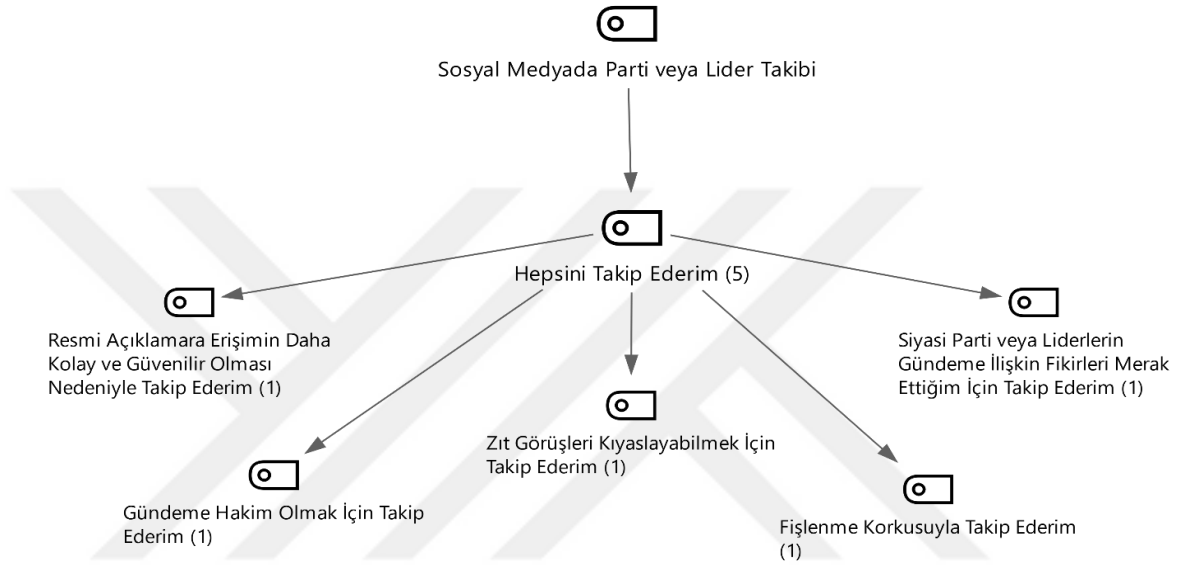 Sosyal Medyada Parti veya Lider Takibi
Hepsini Takip Ederim (5)
Resmi Açıklamara Erişimin Daha
Kolay ve Güvenilir Olması
Nedeniyle Takip Ederim (1)
Siyasi Parti veya Liderlerin
Gündeme İlişkin Fikirleri Merak
Ettiğim İçin Takip Ederim (1)
Zıt Görüşleri Kıyaslayabilmek İçin
Takip Ederim (1)
Gündeme Hakim Olmak İçin Takip
Ederim (1)
Fişlenme Korkusuyla Takip Ederim
(1)